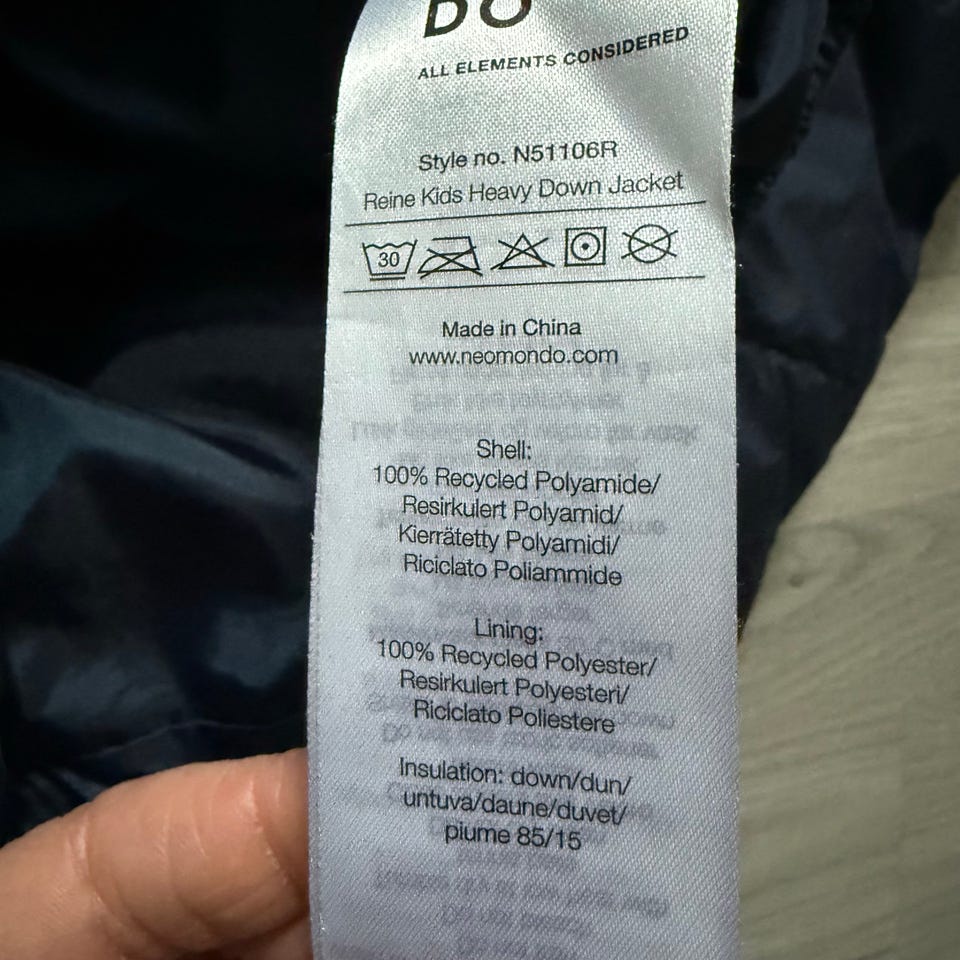 DO
ALL ELEMENTS CONSIDERED
Style no. N51106R
Reine Kids Heavy Down Jacket
30
Made in China
www.neomondo.com
Shell:
100% Recycled Polyamide/
Resirkulert Polyamid/
Kierrätetty Polyamidi/
Riciclato Poliammide
Lining:
100% Recycled Polyester/
Resirkulert Polyesteri/
Riciclato Poliestere
Insulation: down/dun/
untuva/daune/duvet/
piume 85/15